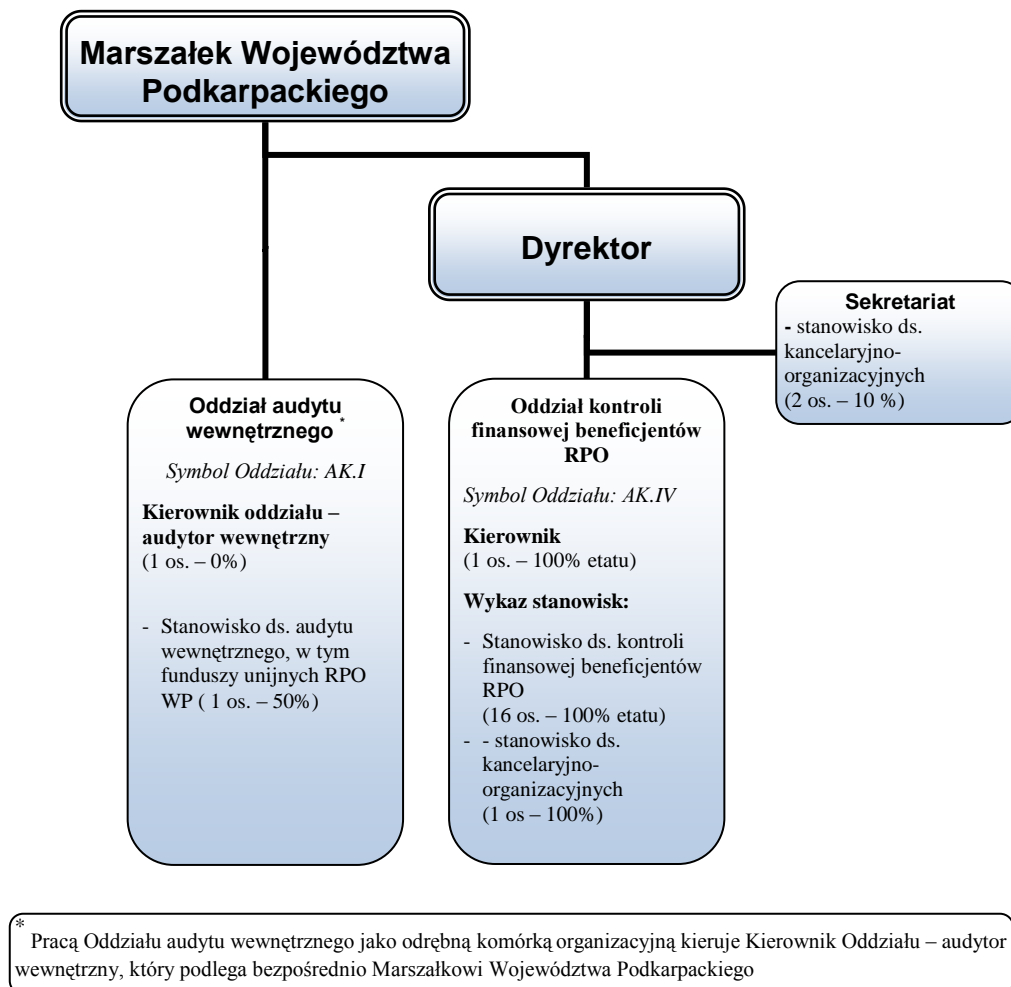 Marszałek Województwa
Podkarpackiego
Dyrektor
Sekretariat
- stanowisko ds.
kancelaryjno-
organizacyjnych
(2 os. – 10 %)
Oddział audytu
wewnętrznego *
Symbol Oddziału: AK.I
Kierownik oddziału –
audytor wewnętrzny
(1 os. – 0%)
- Stanowisko ds. audytu
wewnętrznego, w tym
funduszy unijnych RPO
WP ( 1 os. – 50%)
Oddział kontroli
finansowej beneficjentów
RPO
Symbol Oddziału: AK.IV
Kierownik
(1 os. – 100% etatu)
Wykaz stanowisk:
- Stanowisko ds. kontroli
finansowej beneficjentów
RPO
(16 os. – 100% etatu)
- - stanowisko ds.
kancelaryjno-
organizacyjnych
(1 os – 100%)
* Pracą Oddziału audytu wewnętrznego jako odrębną komórką organizacyjną kieruje Kierownik Oddziału – audytor
wewnętrzny, który podlega bezpośrednio Marszałkowi Województwa Podkarpackiego